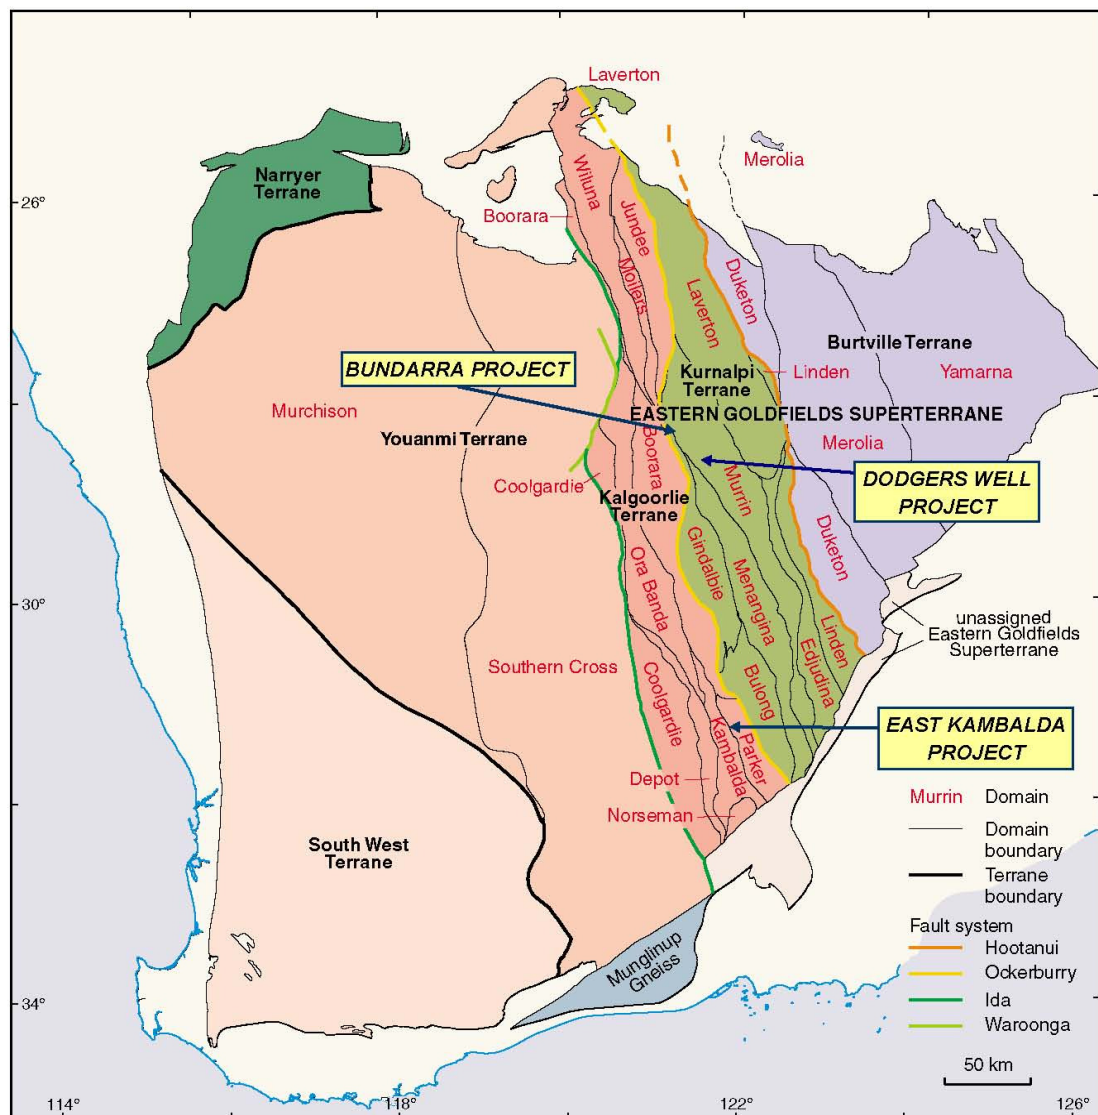 Laverton
Merolia
Narryer
Terrane
Wiluna
Boorara
Jundee
26°
Moilers
Duketon
Laverton
Burtville Terrane
BUNDARRA PROJECT
Kurnalpi
Terrane
Linden
Yamarna
Murchison
EASTERN GOLDFIELDS SUPERTERRANE
Youanmi Terrane
Boorara
Merolia
Coolgardie
Murrin
DODGERS WELL
PROJECT
Kalgoorlie
Terrane
Gindalbie
Duketon
Ora Banda
Menangina
30°
Linden
unassigned
Eastern Goldfields
Superterrane
Edjudina
Southern Cross
Coolgardie
Bulong
EAST KAMBALDA
PROJECT
Parker
Kambalda
Depot
Norseman
Murrin Domain
Domain
boundary
Terrane
boundary
South West
Terrane
Fault system
Hootanui
Ockerburry
Ida
Waroonga
Munglinup
Gneiss
34°
50 km
114°
118°
122°
126°